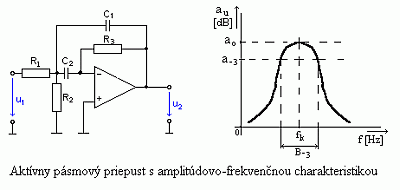 C1
R3
R1
C2
R2
u1
u2
−
+
au
[dB]
ao
a-3
0
fk
f [Hz]
B-3
Aktívny pásmový priepust s amplitúdovo-frekvenčnou charakteristikou